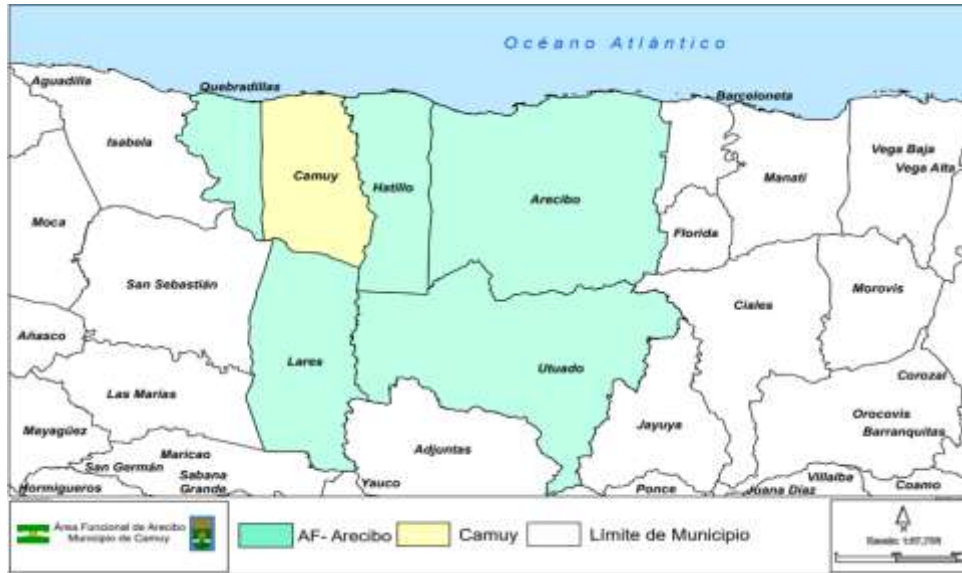 Océano Atlántico
Aguadilla
Quebradillas
Barceloneta
Isabela
Camuy
Hatillo
Arecibo
Manatí
Vega Baja
Vega Alta
Moca
Florida
San Sebastián
Ciales
Morovis
Añasco
Lares
Utuado
Las Marías
Corozal
Mayagüez
Adjuntas
Jayuya
Orocovis
Barranquitas
Maricao
San Germán
Sabana
Grande
Hormigueros
Yauco
Ponce
Juana Díaz
Villalba
Coamo
Área Funcional de Arecibo
Municipio de Camuy
AF- Arecibo
Camuy
Límite de Municipio